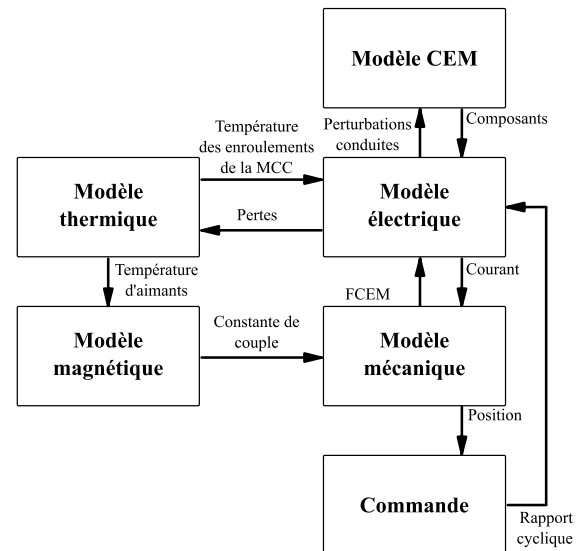 Modèle CEM
Perturbations
conduites
Composants
Température
des enroulements
de la MCC
Modèle
thermique
Pertes
Modèle
électrique
Température
d'aimants
FCEM
Courant
Modèle
magnétique
Constante de
couple
Modèle
mécanique
Position
Commande
Rapport
cyclique